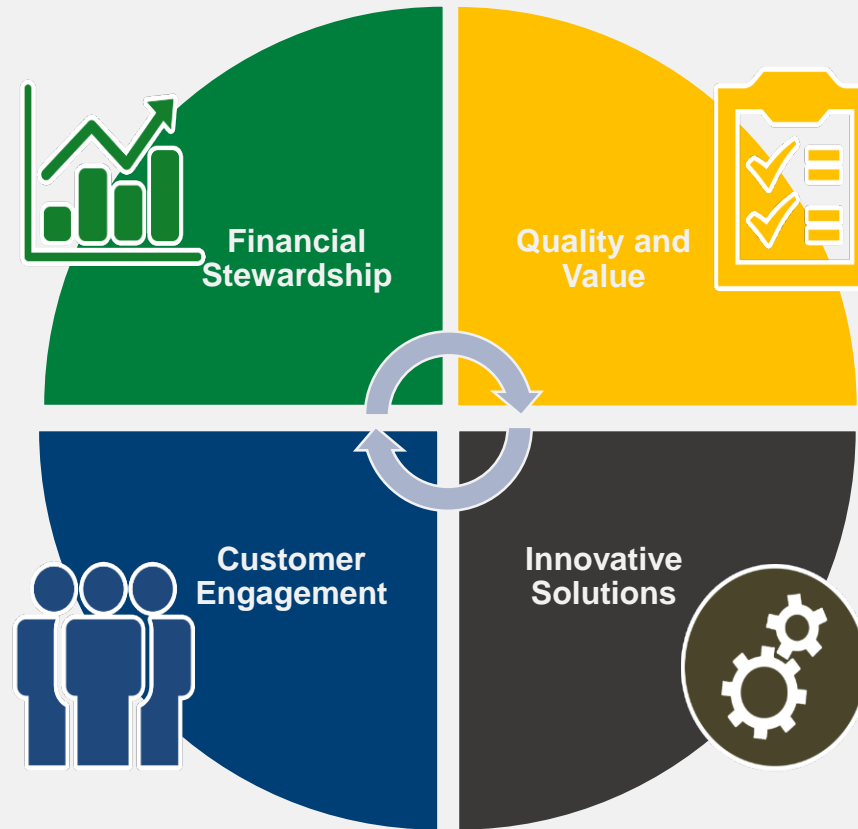 Financial
Stewardship
Quality and
Value
Customer
Engagement
Innovative
Solutions